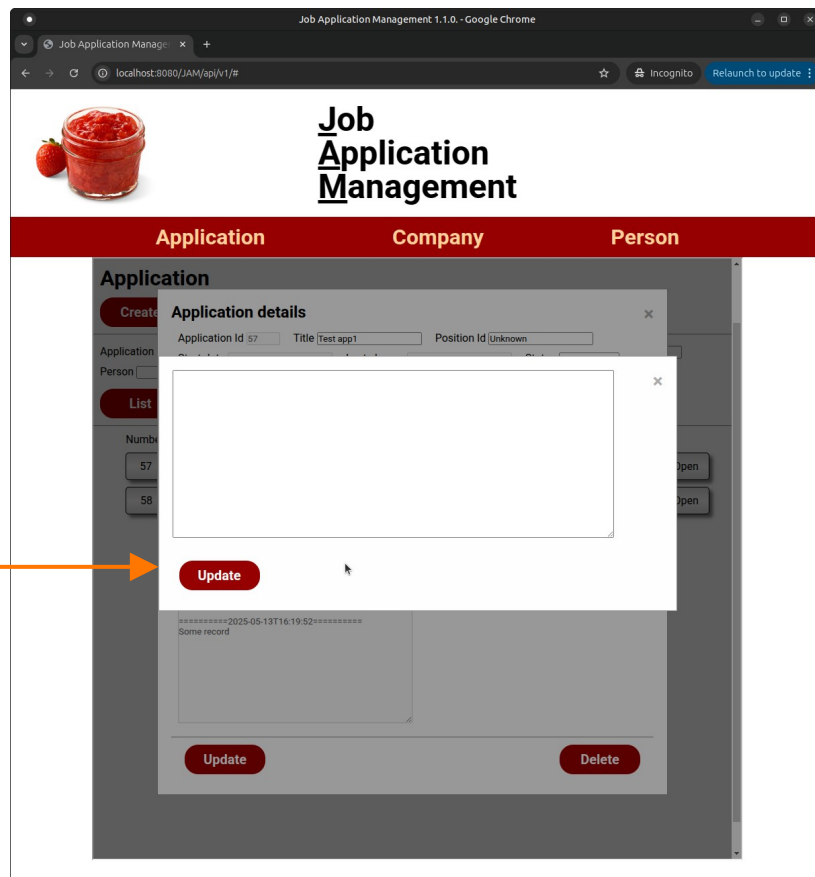 Job Application Management 1.1.0. - Google Chrome
Job Application Manage
localhost:8080/JAM/api/v1/#
Incognito
Relaunch to update
Job
Application
Management
Application Company Person
Application
Create
Application details
Application Id 57 Title Test app1 Position Id Unknown
Application
Person
List
Numbe
57
Open
58
Open
Update
==========2025-05-13T16:19:52==========
Some record
Update
Delete